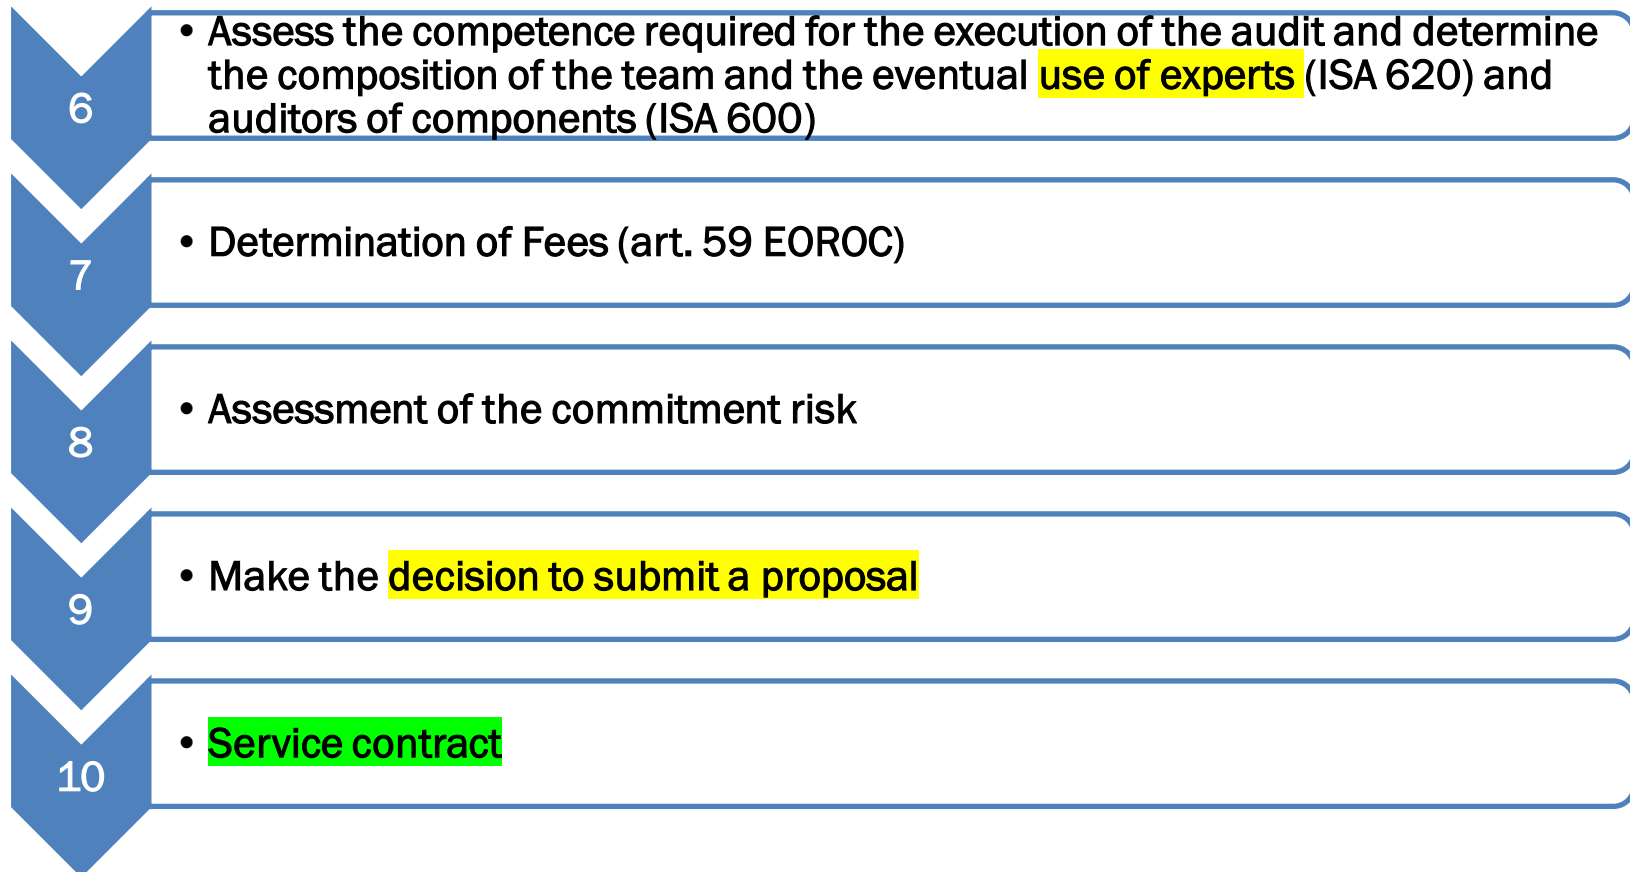 6
• Assess the competence required for the execution of the audit and determine
the composition of the team and the eventual use of experts (ISA 620) and
auditors of components (ISA 600)
7
• Determination of Fees (art. 59 EOROC)
8
• Assessment of the commitment risk
9
• Make the decision to submit a proposal
10
• Service contract